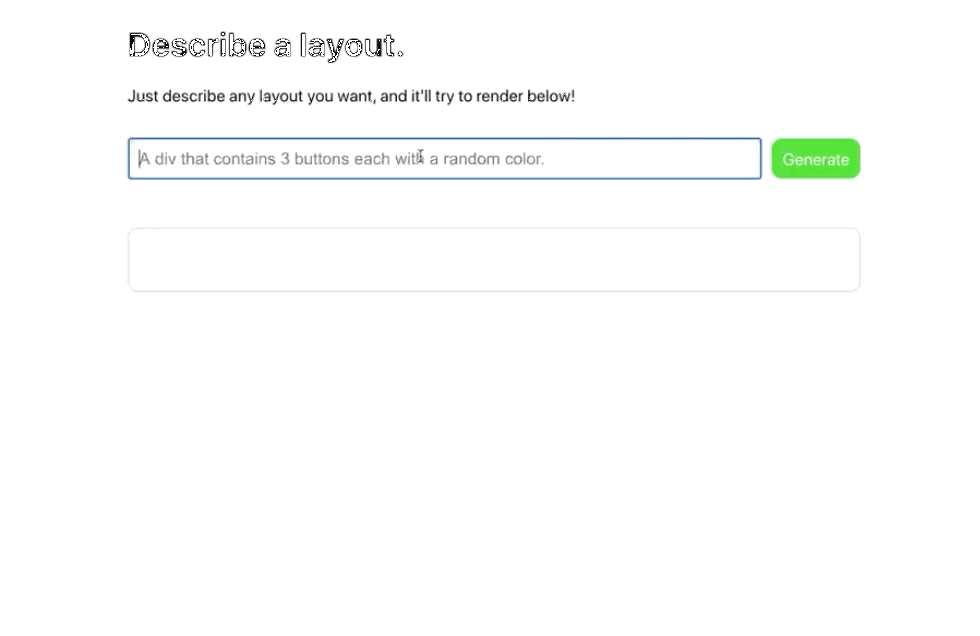 Describe a layout.
Just describe any layout you want, and it'll try to render below!
A div that contains 3 buttons each with a random color.
Generate